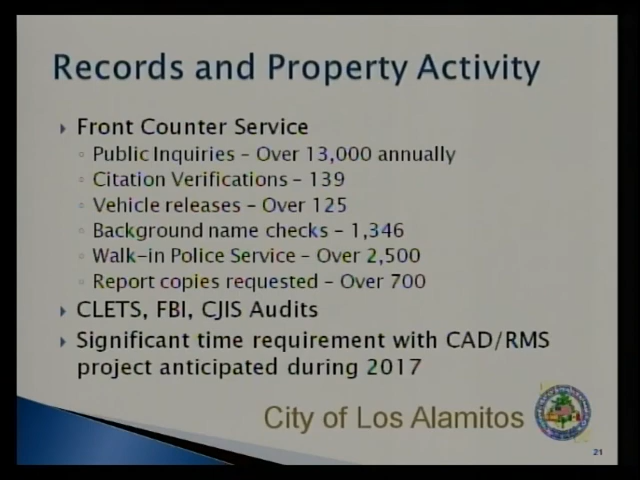 Records and Property Activity
Front Counter Service
Public Inquiries – Over 13,000 annually
Citation Verifications – 139
Vehicle releases – Over 125
Background name checks – 1,346
Walk-in Police Service – Over 2,500
Report copies requested – Over 700
CLETS, FBI, CJIS Audits
Significant time requirement with CAD/RMS
project anticipated during 2017
City of Los Alamitos
21